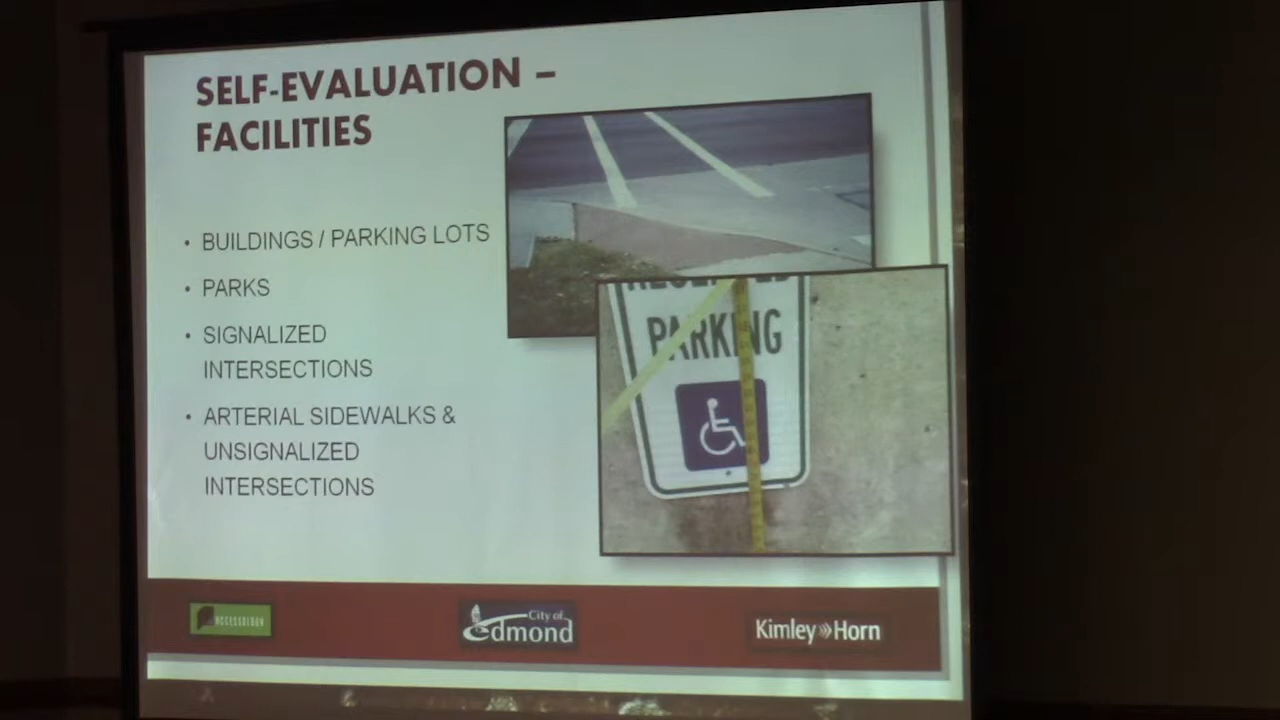 SELF-EVALUATION –
FACILITIES
• BUILDINGS / PARKING LOTS
• PARKS
• SIGNALIZED
INTERSECTIONS
• ARTERIAL SIDEWALKS &
UNSIGNALIZED
INTERSECTIONS
PARKING
ACCESSOLOGY
City of
Edmond
Kimley»Horn